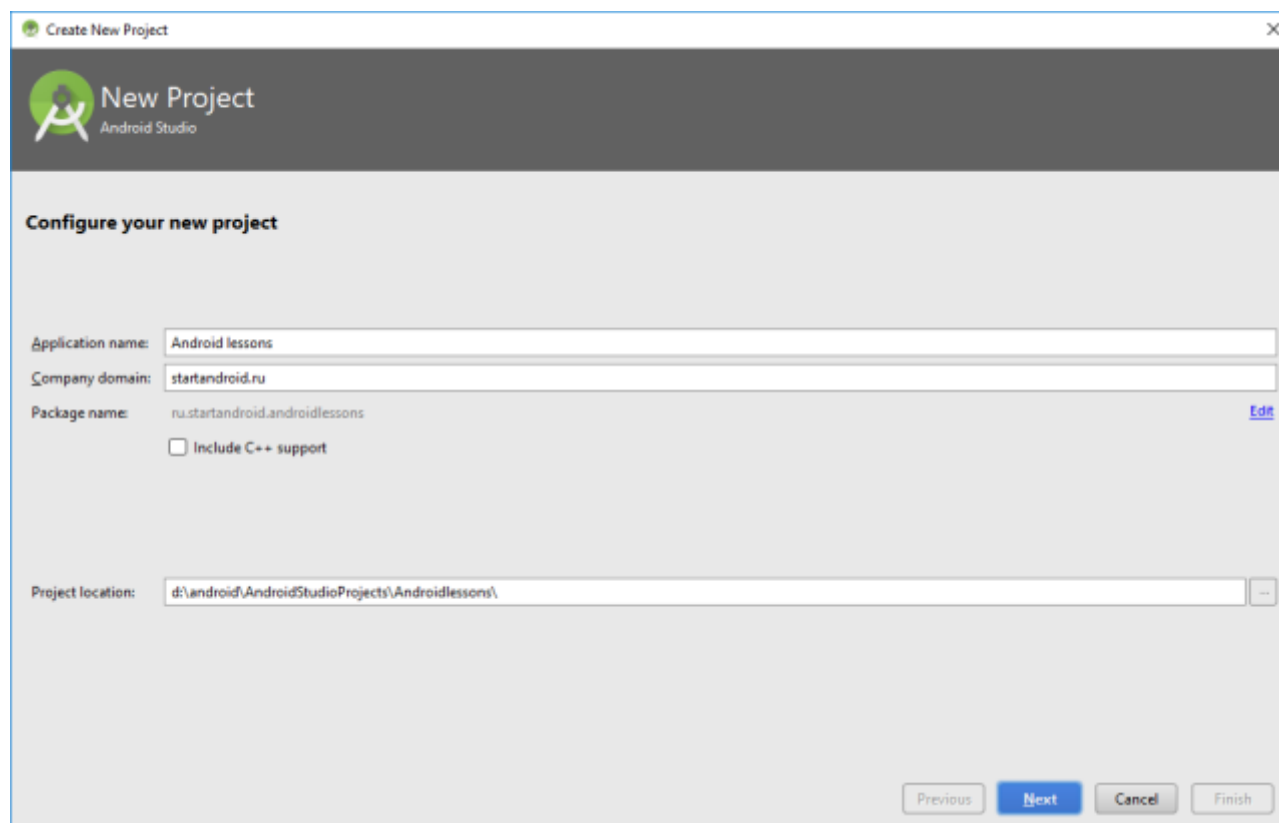 Create New Project
New Project
Android Studio
Configure your new project
Application name: Android lessons
Company domain: startandroid.ru
Package name: ru.startandroid.androidlessons Edit
Include C++ support
Project location: d:\android\AndroidStudioProjects\Androidlessons\ ...
Previous Next Cancel Finish